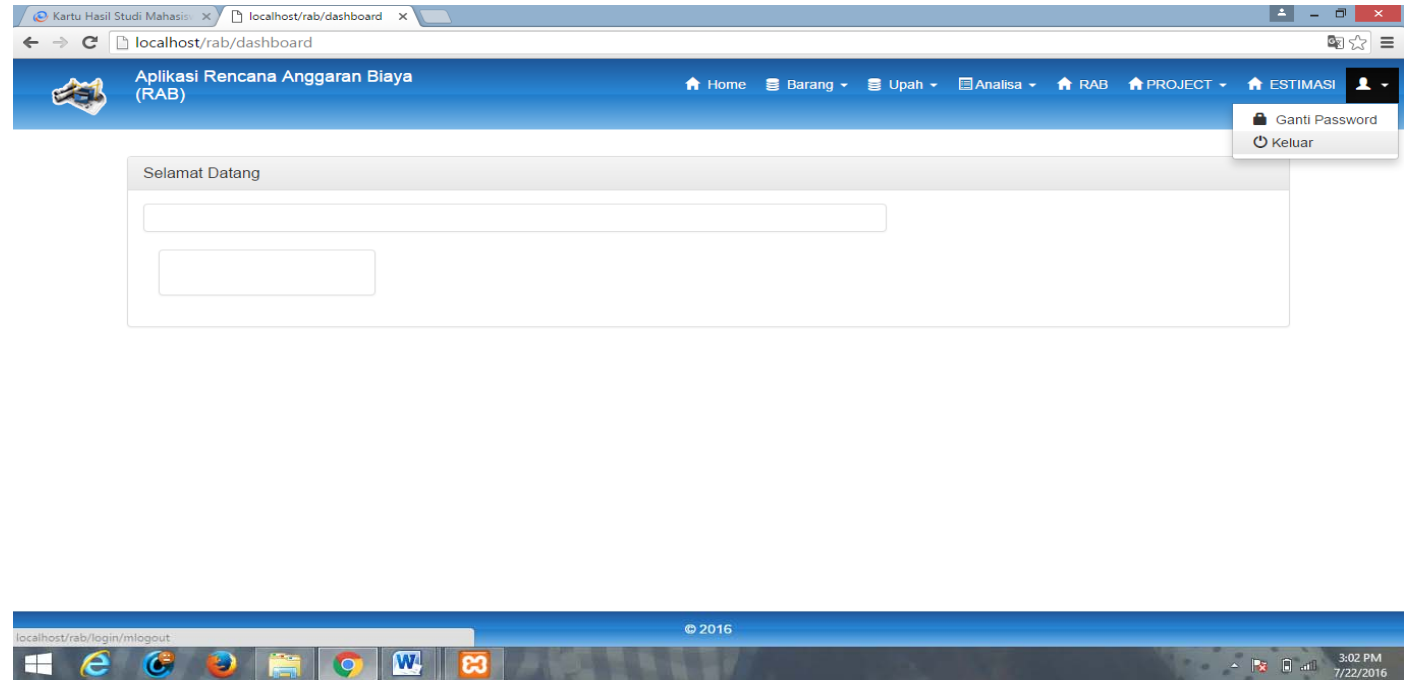 Kartu Hasil Studi Mahasis
localhost/rab/dashboard
localhost/rab/dashboard
Aplikasi Rencana Anggaran Biaya
(RAB)
Home Barang Upah Analisa RAB PROJECT ESTIMASI
Ganti Password
Keluar
Selamat Datang
© 2016
localhost/rab/login/mlogout
3:02 PM
7/22/2016